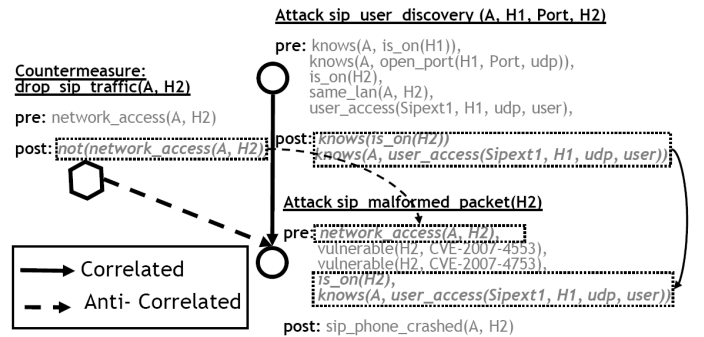 Attack sip_user_discovery (A, H1, Port, H2)
pre: knows(A, is_on(H1)),
knows(A, open_port(H1, Port, udp)),
is_on(H2),
same_lan(A, H2),
user_access(Sipext1, H1, udp, user),
post: knows(is_on(H2))
knows(A, user_access(Sipext1, H1, udp, user))
Countermeasure:
drop_sip_traffic(A, H2)
pre: network_access(A, H2)
post: not(network_access(A, H2)
Attack sip_malformed_packet(H2)
pre: network_access(A, H2),
vulnerable(H2, CVE-2007-4553),
vulnerable(H2, CVE-2007-4753),
is_on(H2),
knows(A, user_access(Sipext1, H1, udp, user))
post: sip_phone_crashed(A, H2)
Correlated
Anti- Correlated